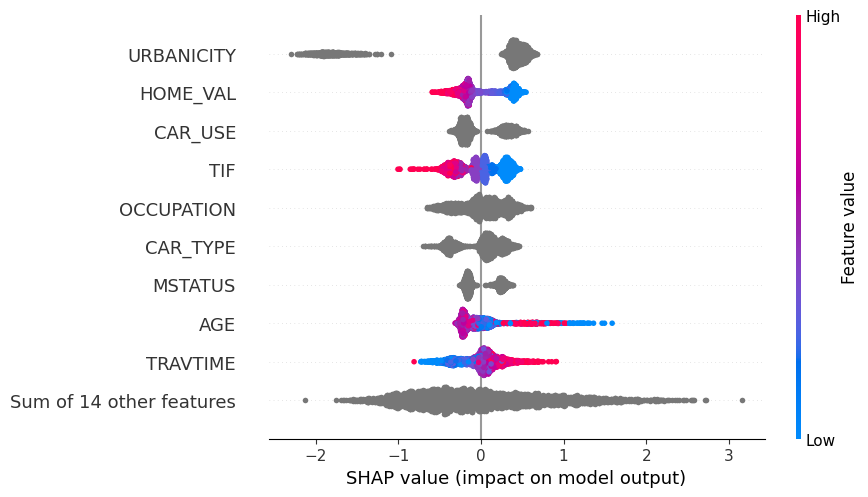 High
URBANICITY
HOME_VAL
CAR_USE
TIF
OCCUPATION
CAR_TYPE
MSTATUS
AGE
TRAVTIME
Sum of 14 other features
Feature value
Low
−2 −1 0 1 2 3
SHAP value (impact on model output)